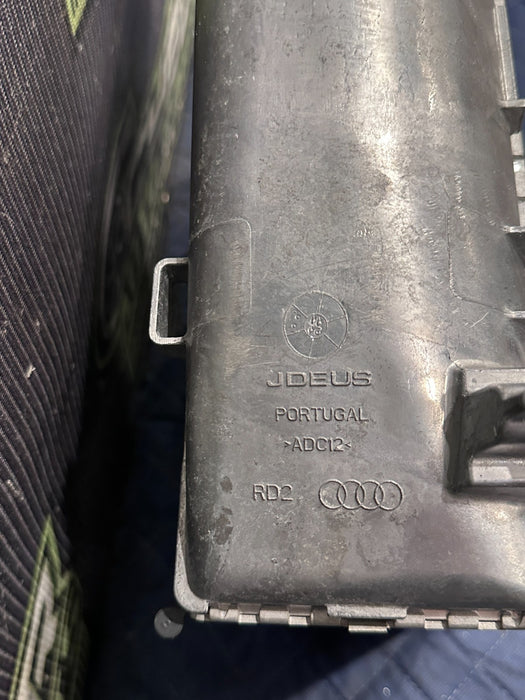 JDEUS
PORTUGAL
>ADC12<
RD2